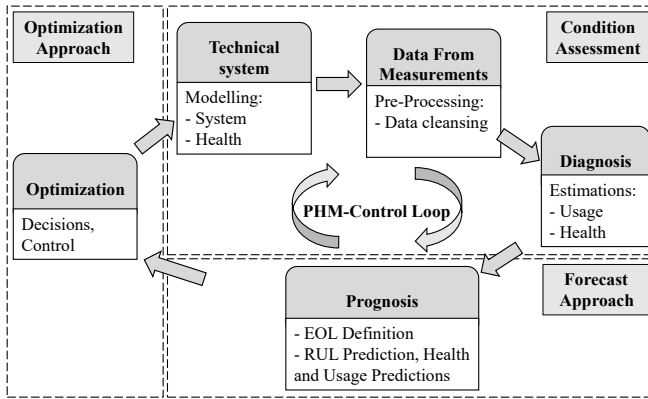 Optimization
Approach
Technical
system
Modelling:
- System
- Health
Data From
Measurements
Pre-Processing:
- Data cleansing
Condition
Assessment
Optimization
Decisions,
Control
PHM-Control Loop
Diagnosis
Estimations:
- Usage
- Health
Prognosis
- EOL Definition
- RUL Prediction, Health
and Usage Predictions
Forecast
Approach